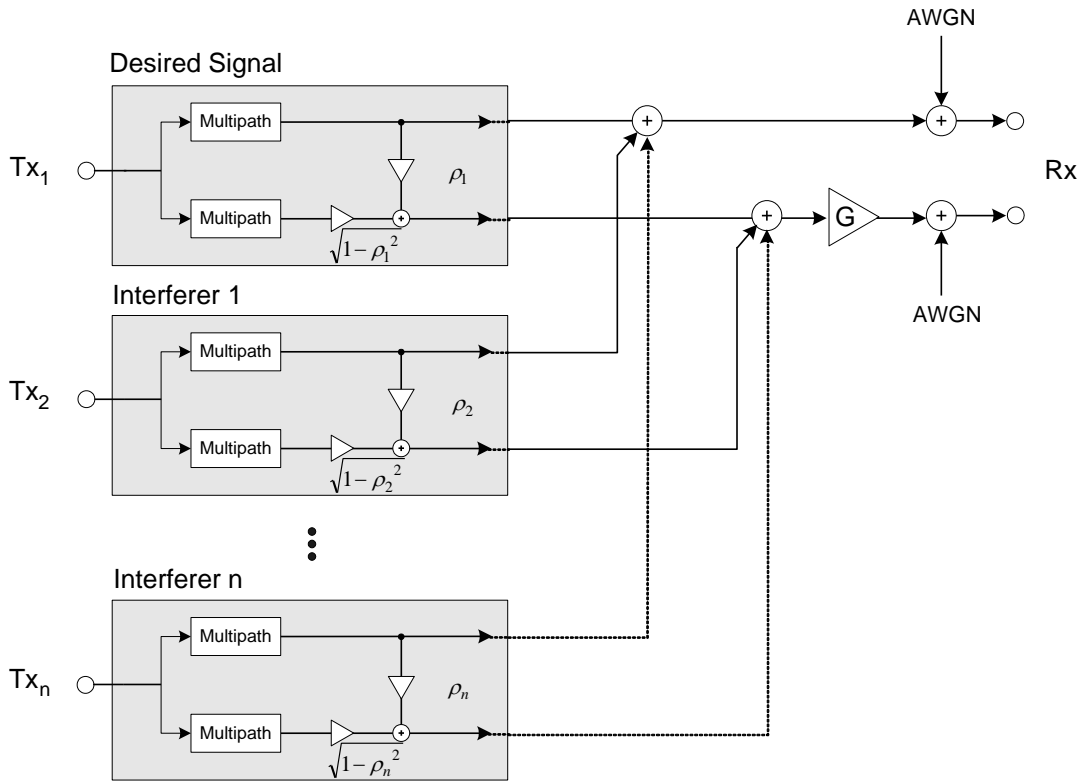 AWGN
Desired Signal
Multipath
Tx₁
ρ₁
Rx
Multipath
√1−ρ₁²
G
AWGN
Interferer 1
Multipath
Tx₂
ρ₂
Multipath
√1−ρ₂²
Interferer n
Multipath
Txₙ
ρₙ
Multipath
√1−ρₙ²